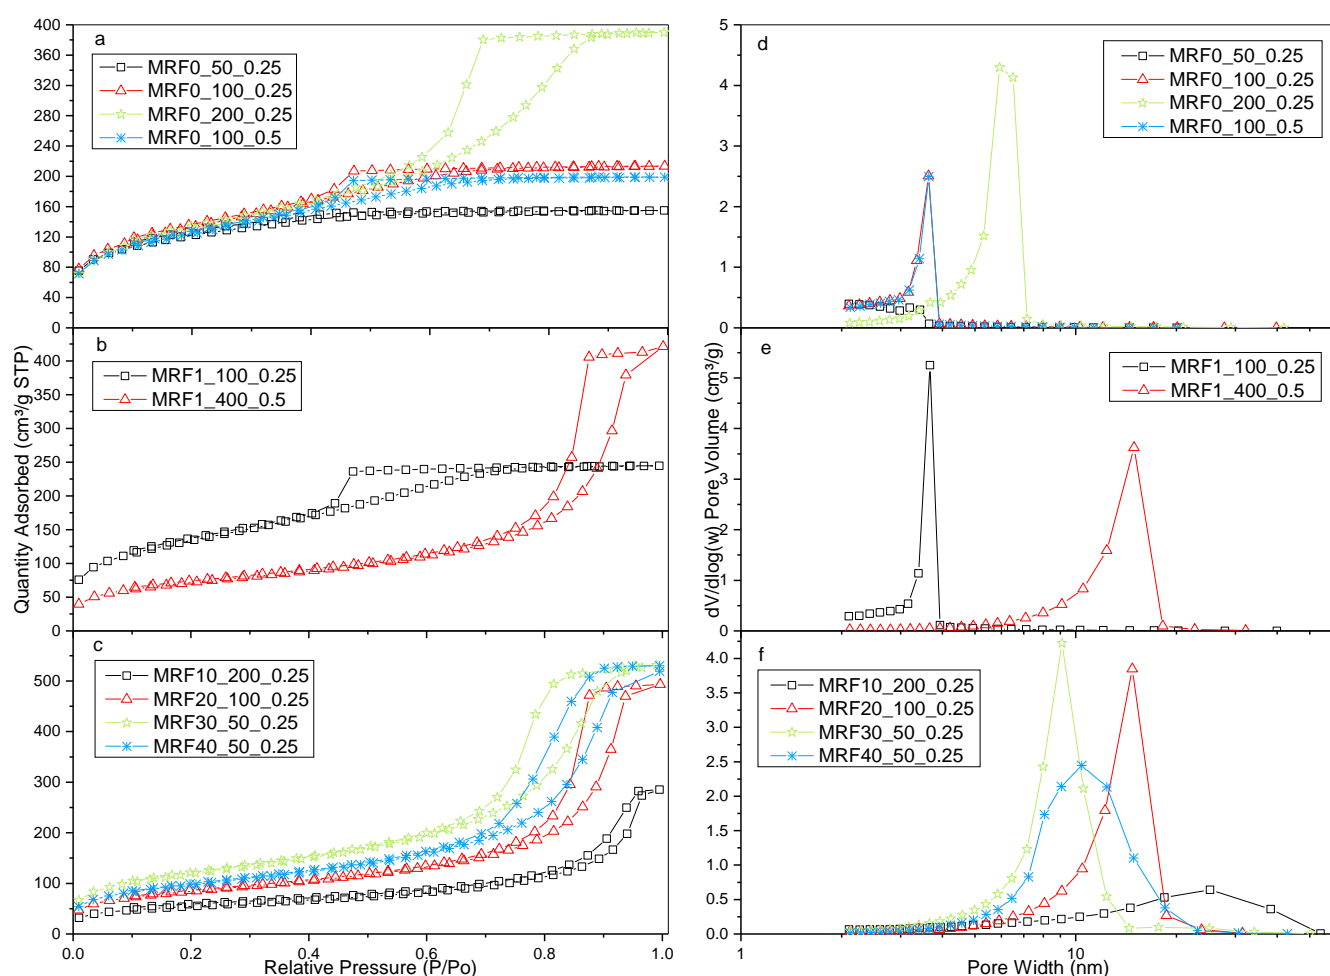 a
MRF0_50_0.25
MRF0_100_0.25
MRF0_200_0.25
MRF0_100_0.5
400
360
320
280
240
200
160
120
80
40
0
b
MRF1_100_0.25
MRF1_400_0.5
400
350
300
250
200
150
100
50
0
c
MRF10_200_0.25
MRF20_100_0.25
MRF30_50_0.25
MRF40_50_0.25
500
400
300
200
100
0
0.0 0.2 0.4 0.6 0.8 1.0
Quantity Adsorbed (cm³/g STP)
Relative Pressure (P/Po)
d
MRF0_50_0.25
MRF0_100_0.25
MRF0_200_0.25
MRF0_100_0.5
5
4
3
2
1
0
e
MRF1_100_0.25
MRF1_400_0.5
5
4
3
2
1
0
f
MRF10_200_0.25
MRF20_100_0.25
MRF30_50_0.25
MRF40_50_0.25
4.0
3.5
3.0
2.5
2.0
1.5
1.0
0.5
0.0
1 10
dV/dlog(w) Pore Volume (cm³/g)
Pore Width (nm)